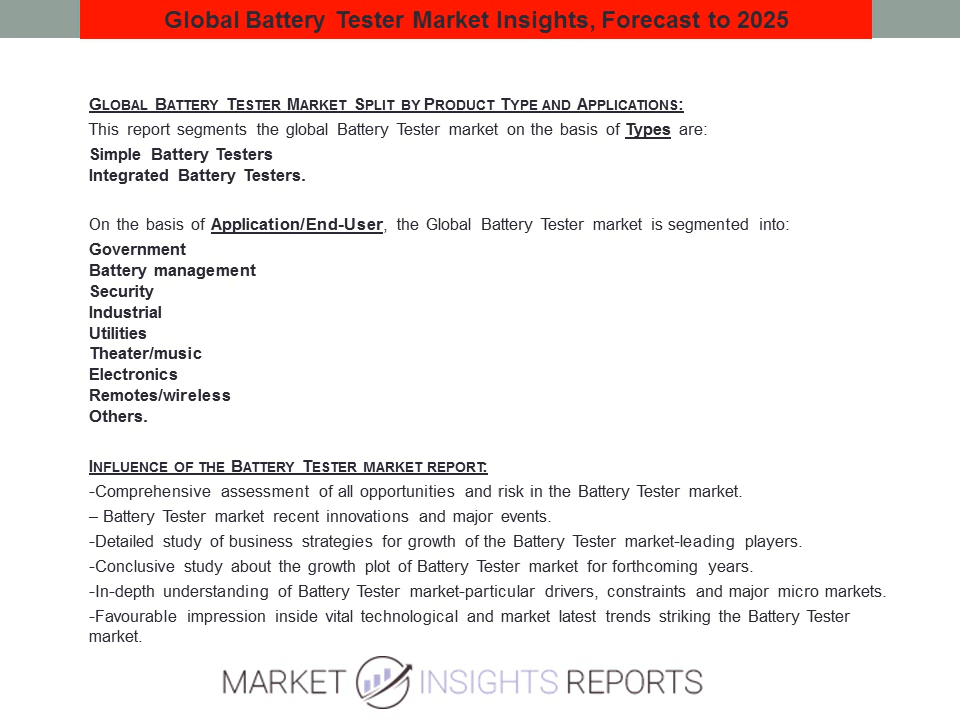 Global Battery Tester Market Insights, Forecast to 2025
GLOBAL BATTERY TESTER MARKET SPLIT BY PRODUCT TYPE AND APPLICATIONS:
This report segments the global Battery Tester market on the basis of Types are:
Simple Battery Testers
Integrated Battery Testers.
On the basis of Application/End-User, the Global Battery Tester market is segmented into:
Government
Battery management
Security
Industrial
Utilities
Theater/music
Electronics
Remotes/wireless
Others.
INFLUENCE OF THE BATTERY TESTER MARKET REPORT:
-Comprehensive assessment of all opportunities and risk in the Battery Tester market.
– Battery Tester market recent innovations and major events.
-Detailed study of business strategies for growth of the Battery Tester market-leading players.
-Conclusive study about the growth plot of Battery Tester market for forthcoming years.
-In-depth understanding of Battery Tester market-particular drivers, constraints and major micro markets.
-Favourable impression inside vital technological and market latest trends striking the Battery Tester
market.
MARKET INSIGHTS REPORTS